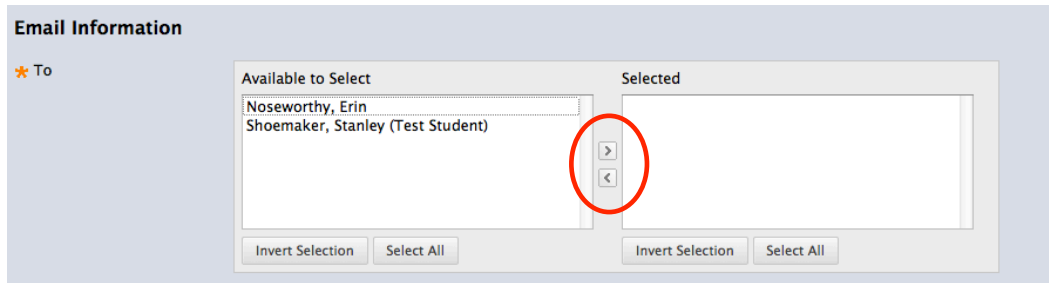 Email Information
* To
Available to Select
Selected
Noseworthy, Erin
Shoemaker, Stanley (Test Student)
>
<
Invert Selection
Select All
Invert Selection
Select All